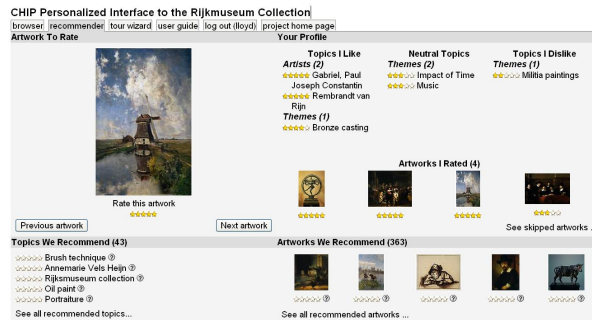 CHIP Personalized Interface to the Rijkmuseum Collection
browser recommender tour wizard user guide log out (lloyd) project home page
Artwork To Rate
Rate this artwork
Previous artwork Next artwork
Your Profile
Topics I Like
Artists (2)
Gabriel, Paul
Joseph Constantin
Rembrandt van
Rijn
Themes (1)
Bronze casting
Neutral Topics
Themes (2)
Impact of Time
Music
Topics I Dislike
Themes (1)
Militia paintings
Artworks I Rated (4)
See skipped artworks ..
Topics We Recommend (43)
Brush technique ?
Annemarie Vels Heijn ?
Rijksmuseum collection ?
Oil paint ?
Portraiture ?
See all recommended topics...
Artworks We Recommend (363)
? ? ? ? ?
See all recommended artworks ...